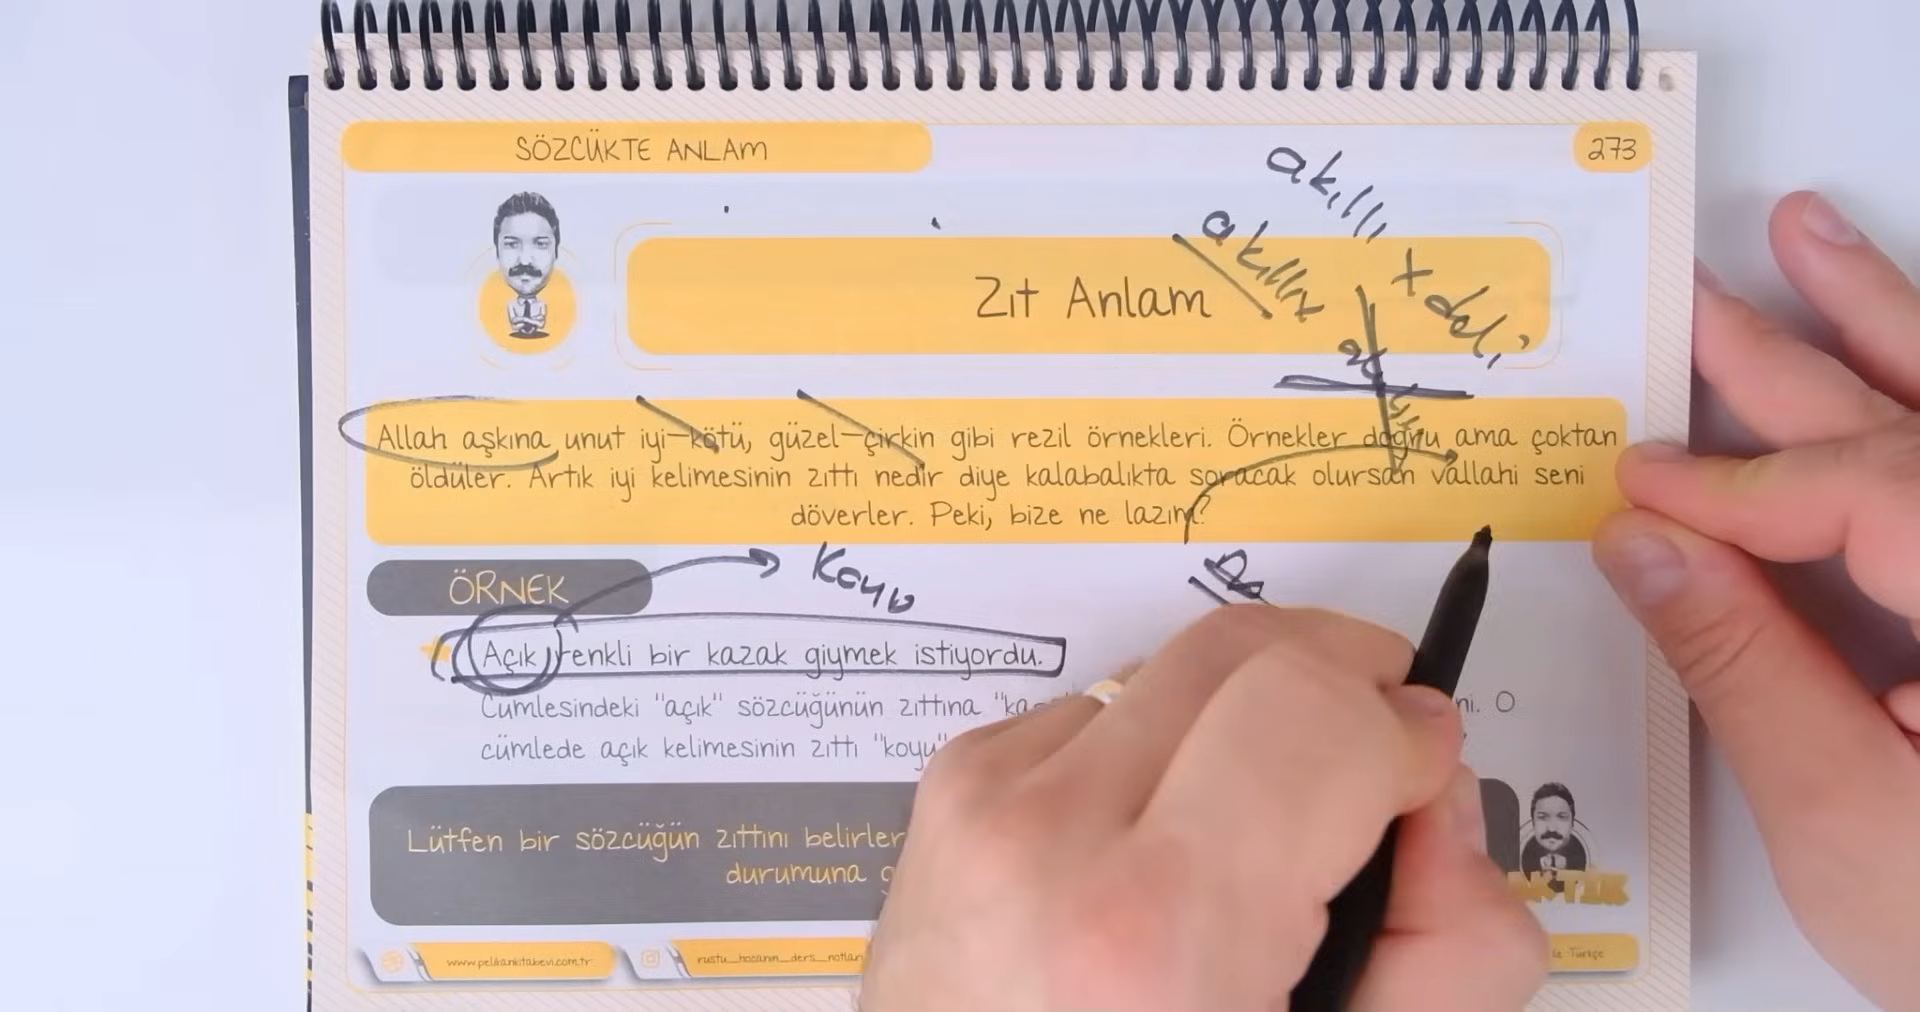 SÖZCÜKTE ANLAM
273
akıllı
akıllı x deli
Zıt Anlam
Allah aşkına unut iyi-kötü, güzel-çirkin gibi rezil örnekleri. Örnekler doğru ama çoktan
öldüler. Artık iyi kelimesinin zıttı nedir diye kalabalıkta soracak olursan vallahi seni
döverler. Peki, bize ne lazım?
Koyu
ÖRNEK
Açık renkli bir kazak giymek istiyordu.
Cümlesindeki "açık" sözcüğünün zıttına "ka ni. O
cümlede açık kelimesinin zıttı "koyu"
Lütfen bir sözcüğün zıttını belirler
durumuna
www.pelikankitabevi.com.tr
rustu_hocanin_ders_notlari
Türkçe